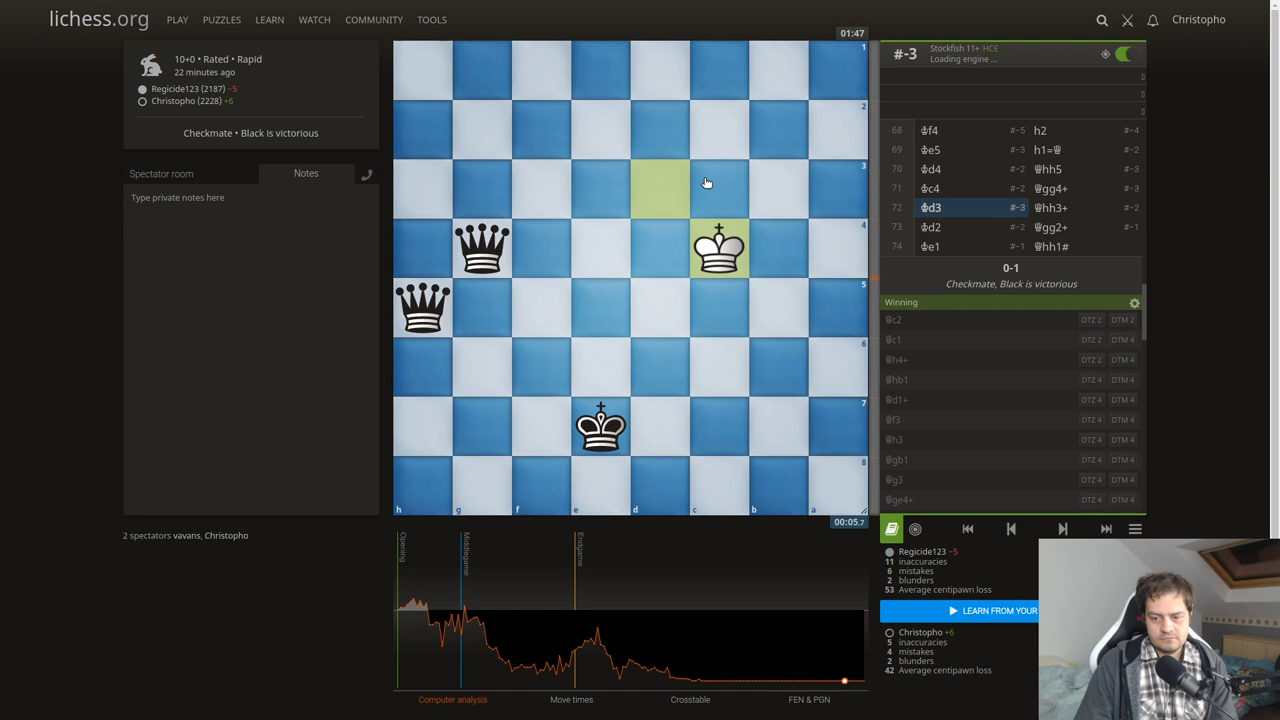 lichess.org PLAY PUZZLES LEARN WATCH COMMUNITY TOOLS Christopho
10+0 • Rated • Rapid
22 minutes ago
Regicide123 (2187) −5
Christopho (2228) +6
Checkmate • Black is victorious
Spectator room Notes
Type private notes here
2 spectators vavans, Christopho
01:47
1
2
3
4
5
6
7
8
h g f e d c b a
00:05.7
#-3 Stockfish 11+ HCE
Loading engine ...
68 ♔f4 #-5 h2 #-4
69 ♔e5 #-3 h1=♕ #-2
70 ♔d4 #-2 ♕hh5 #-3
71 ♔c4 #-2 ♕gg4+ #-3
72 ♔d3 #-3 ♕hh3+ #-2
73 ♔d2 #-2 ♕gg2+ #-1
74 ♔e1 #-1 ♕hh1#
0-1
Checkmate, Black is victorious
Winning
♕c2 DTZ 2 DTM 2
♕c1 DTZ 2 DTM 2
♕h4+ DTZ 2 DTM 2
♕hb1 DTZ 4 DTM 4
♕d1+ DTZ 4 DTM 4
♕f3 DTZ 4 DTM 4
♕h3 DTZ 4 DTM 4
♕gb1 DTZ 4 DTM 4
♕g3 DTZ 4 DTM 4
♕ge4+ DTZ 4 DTM 4
Regicide123 −5
11 inaccuracies
6 mistakes
2 blunders
53 Average centipawn loss
LEARN FROM YOUR
Christopho +6
5 inaccuracies
4 mistakes
2 blunders
42 Average centipawn loss
Opening
Middlegame
Endgame
Computer analysis Move times Crosstable FEN & PGN